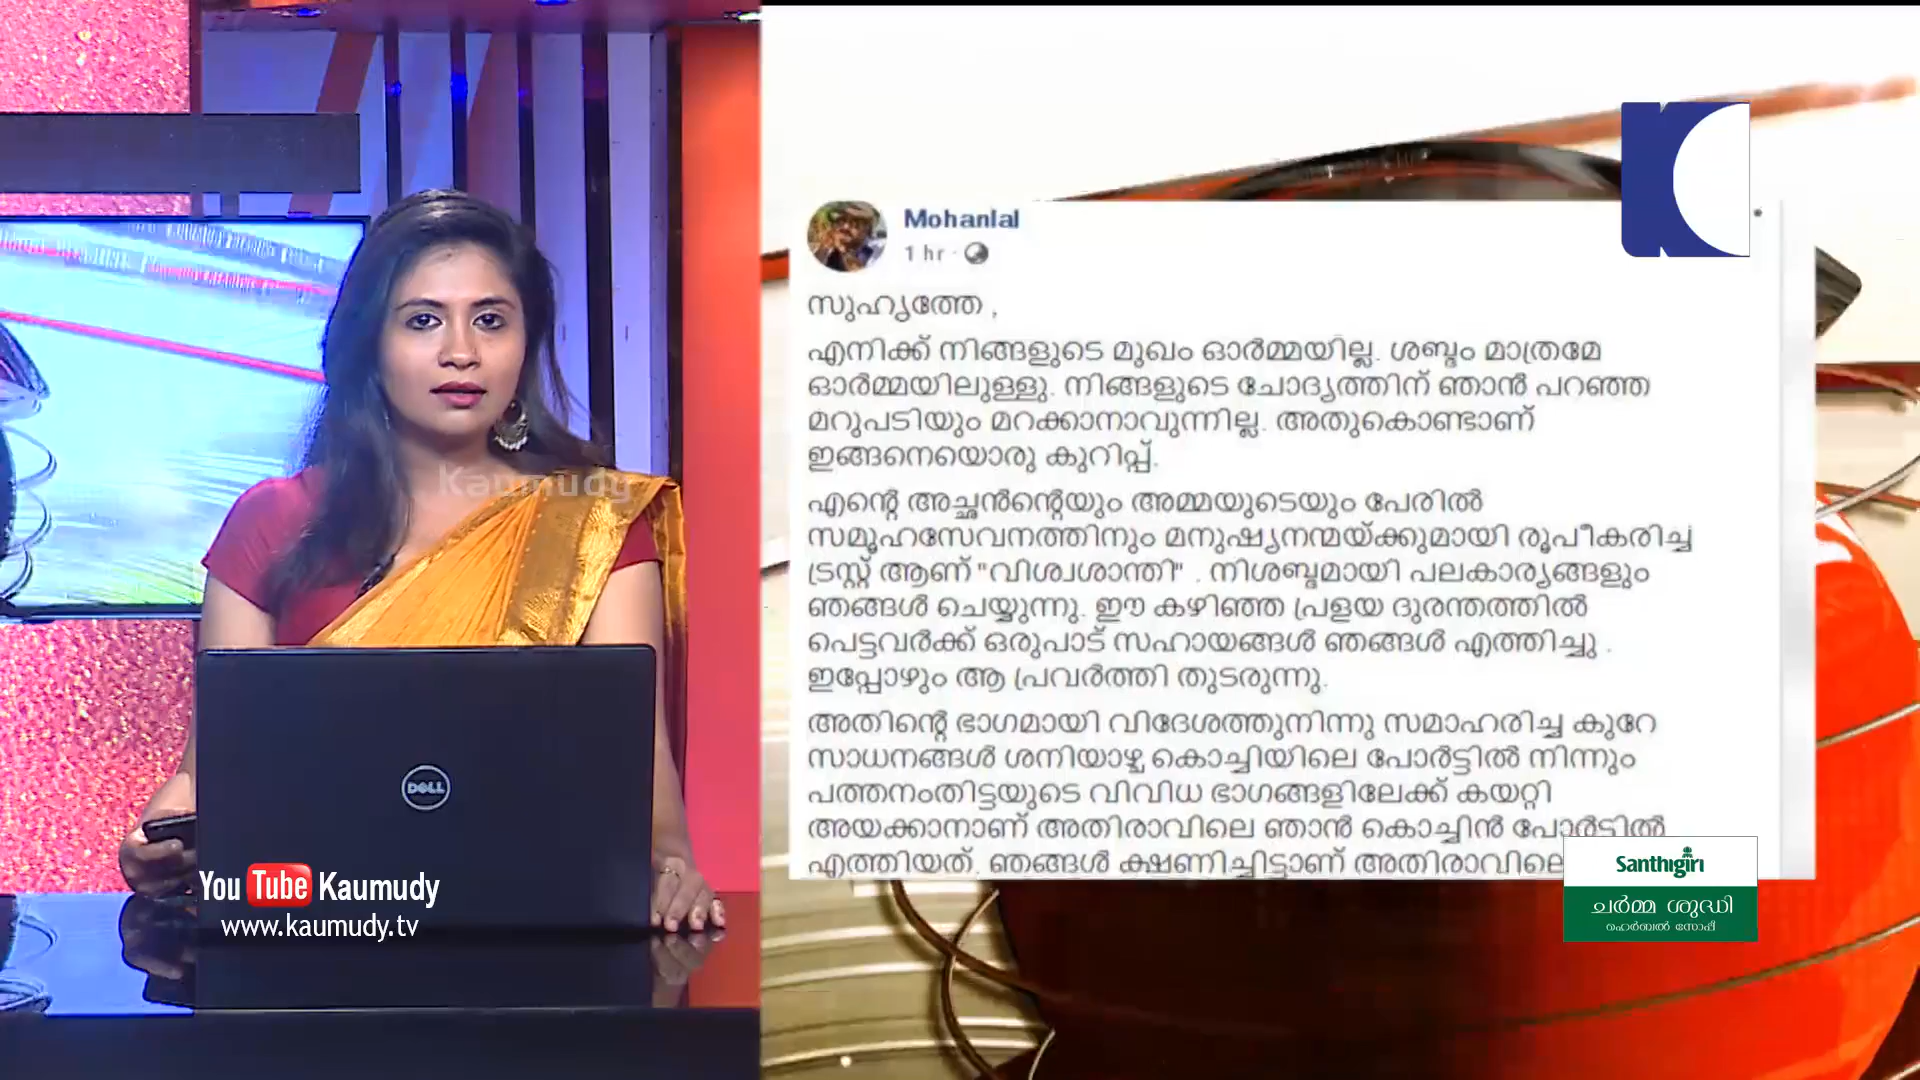 Mohanlal
1 hr ·
സുഹൃത്തേ ,
എനിക്ക് നിങ്ങളുടെ മുഖം ഓർമ്മയില്ല. ശബ്ദം മാത്രമേ
ഓർമ്മയിലുള്ളു. നിങ്ങളുടെ ചോദ്യത്തിന് ഞാൻ പറഞ്ഞ
മറുപടിയും മറക്കാനാവുന്നില്ല. അതുകൊണ്ടാണ്
ഇങ്ങനെയൊരു കുറിപ്പ്.
എന്റെ അച്ഛൻന്റെയും അമ്മയുടെയും പേരിൽ
സമൂഹസേവനത്തിനും മനുഷ്യനന്മയ്ക്കുമായി രൂപീകരിച്ച
ട്രസ്റ്റ് ആണ് "വിശ്വശാന്തി" . നിശബ്ദമായി പലകാര്യങ്ങളും
ഞങ്ങൾ ചെയ്യുന്നു. ഈ കഴിഞ്ഞ പ്രളയ ദുരന്തത്തിൽ
പെട്ടവർക്ക് ഒരുപാട് സഹായങ്ങൾ ഞങ്ങൾ എത്തിച്ചു .
ഇപ്പോഴും ആ പ്രവർത്തി തുടരുന്നു.
അതിന്റെ ഭാഗമായി വിദേശത്തുനിന്നു സമാഹരിച്ച കുറേ
സാധനങ്ങൾ ശനിയാഴ്ച കൊച്ചിയിലെ പോർട്ടിൽ നിന്നും
പത്തനംതിട്ടയുടെ വിവിധ ഭാഗങ്ങളിലേക്ക് കയറ്റി
അയക്കാനാണ് അതിരാവിലെ ഞാൻ കൊച്ചിൻ പോർട്ടിൽ
എത്തിയത്. ഞങ്ങൾ ക്ഷണിച്ചിട്ടാണ് അതിരാവിലെ
Kaumudy
DELL
You Tube Kaumudy
www.kaumudy.tv
Santhigiri
ചർമ്മ ശുദ്ധി
ഹെർബൽ സോപ്പ്